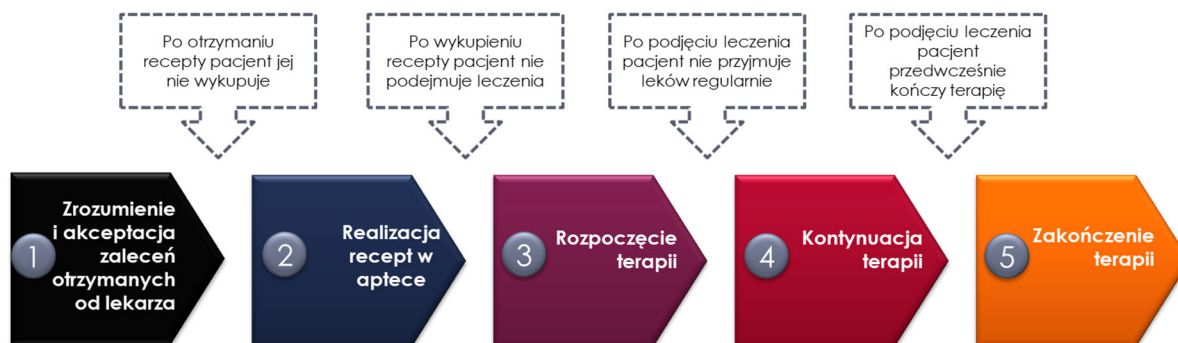 Po otrzymaniu
recepty pacjent jej
nie wykupuje
Po wykupieniu
recepty pacjent nie
podejmuje leczenia
Po podjęciu leczenia
pacjent nie przyjmuje
leków regularnie
Po podjęciu leczenia
pacjent
przedwcześnie
kończy terapię
1
Zrozumienie
i akceptacja
zaleceń
otrzymanych
od lekarza
2
Realizacja
recept w
aptece
3
Rozpoczęcie
terapii
4
Kontynuacja
terapii
5
Zakończenie
terapii